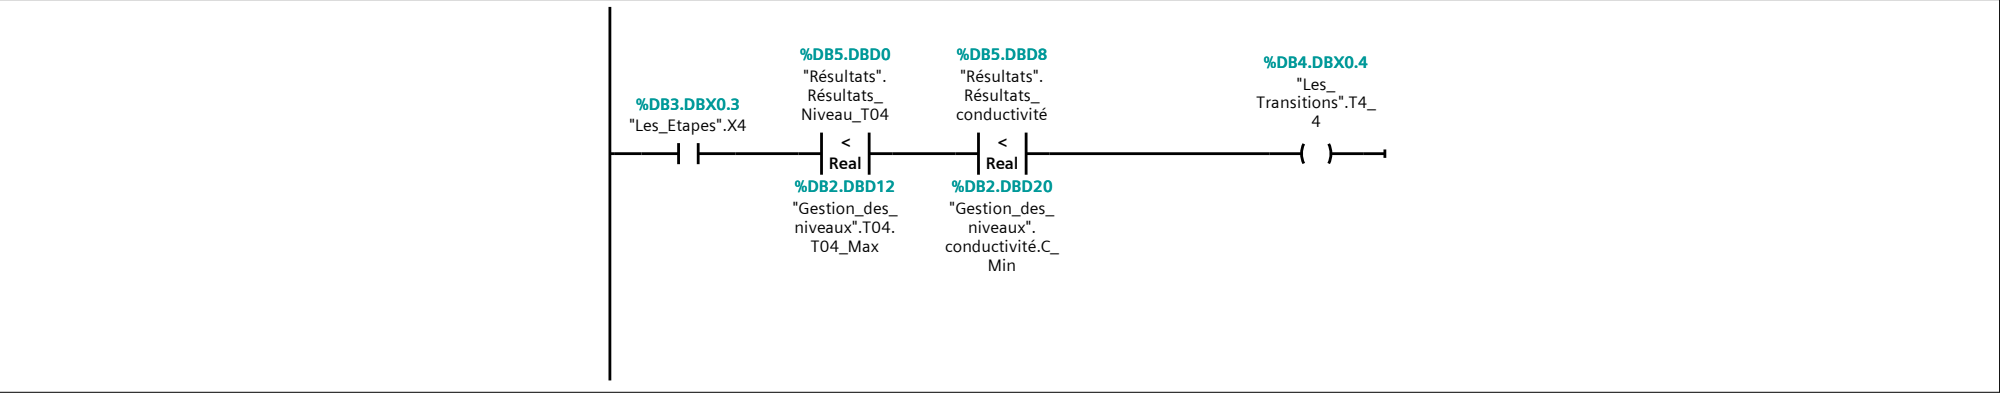 %DB3.DBX0.3
"Les_Etapes".X4
%DB5.DBD0
"Résultats".
Résultats_
Niveau_T04
<
Real
%DB2.DBD12
"Gestion_des_
niveaux".T04.
T04_Max
%DB5.DBD8
"Résultats".
Résultats_
conductivité
<
Real
%DB2.DBD20
"Gestion_des_
niveaux".
conductivité.C_
Min
%DB4.DBX0.4
"Les_
Transitions".T4_
4